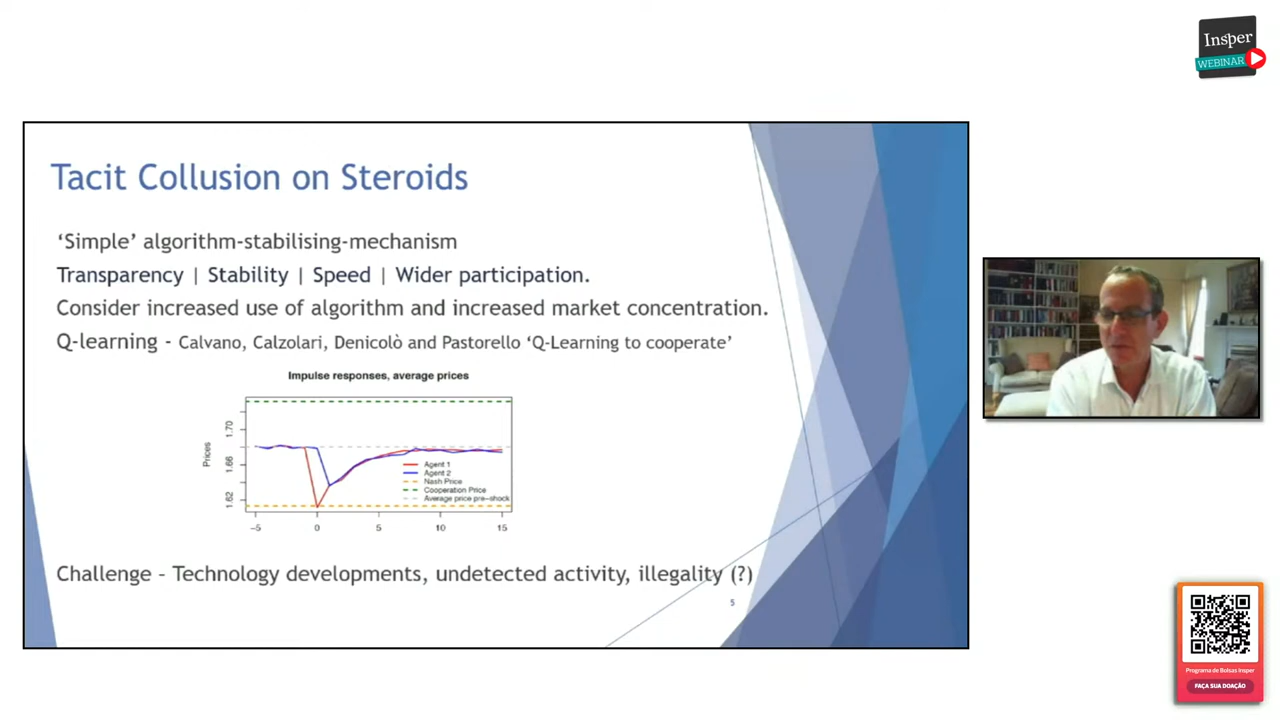 Insper
WEBINAR
Tacit Collusion on Steroids
‘Simple’ algorithm-stabilising-mechanism
Transparency | Stability | Speed | Wider participation.
Consider increased use of algorithm and increased market concentration.
Q-learning - Calvano, Calzolari, Denicolò and Pastorello ‘Q-Learning to cooperate’
Impulse responses, average prices
Prices
1.70
1.66
1.62
Agent 1
Agent 2
Nash Price
Cooperation Price
Average price pre-shock
-5 0 5 10 15
Challenge – Technology developments, undetected activity, illegality (?)
5
Programa de Bolsas Insper
FAÇA SUA DOAÇÃO